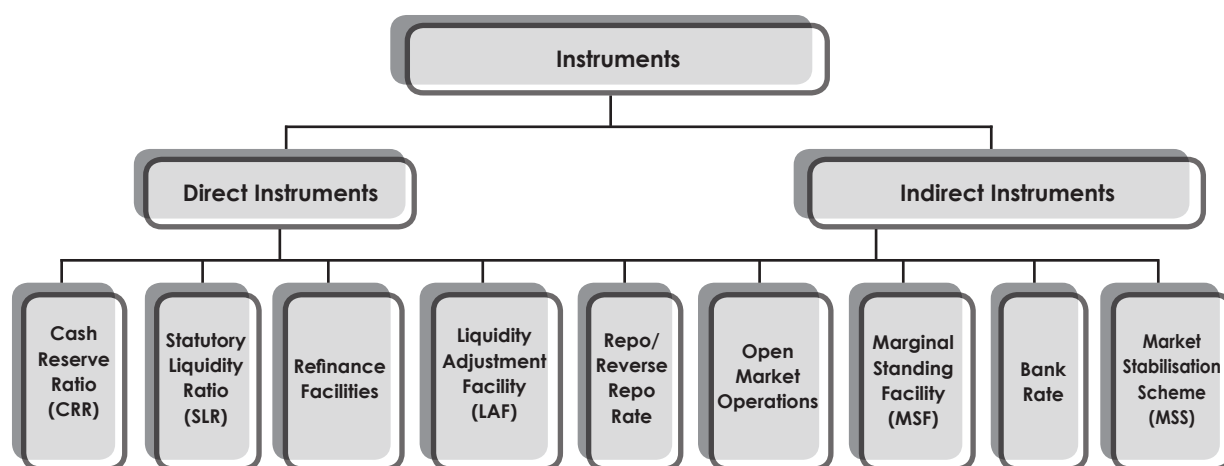 Instruments
Direct Instruments
Indirect Instruments
Cash
Reserve
Ratio
(CRR)
Statutory
Liquidity
Ratio
(SLR)
Refinance
Facilities
Liquidity
Adjustment
Facility
(LAF)
Repo/
Reverse
Repo
Rate
Open
Market
Operations
Marginal
Standing
Facility
(MSF)
Bank
Rate
Market
Stabilisation
Scheme
(MSS)